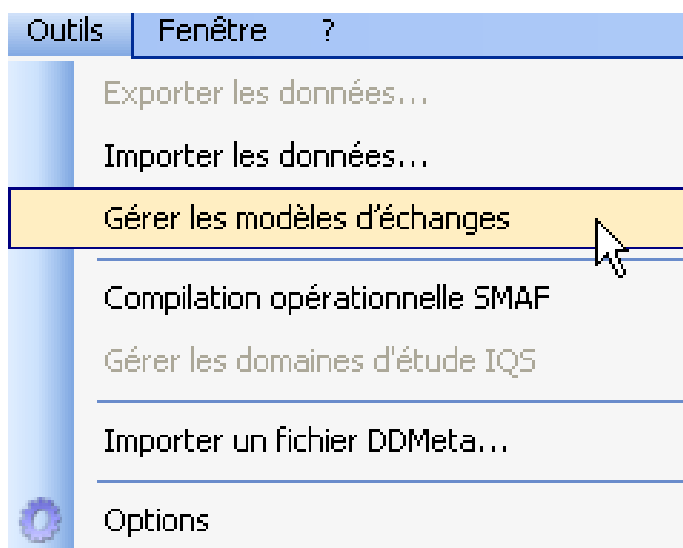 Outils Fenêtre ?
Exporter les données...
Importer les données...
Gérer les modèles d'échanges
Compilation opérationnelle SMAF
Gérer les domaines d'étude IQS
Importer un fichier DDMeta...
Options